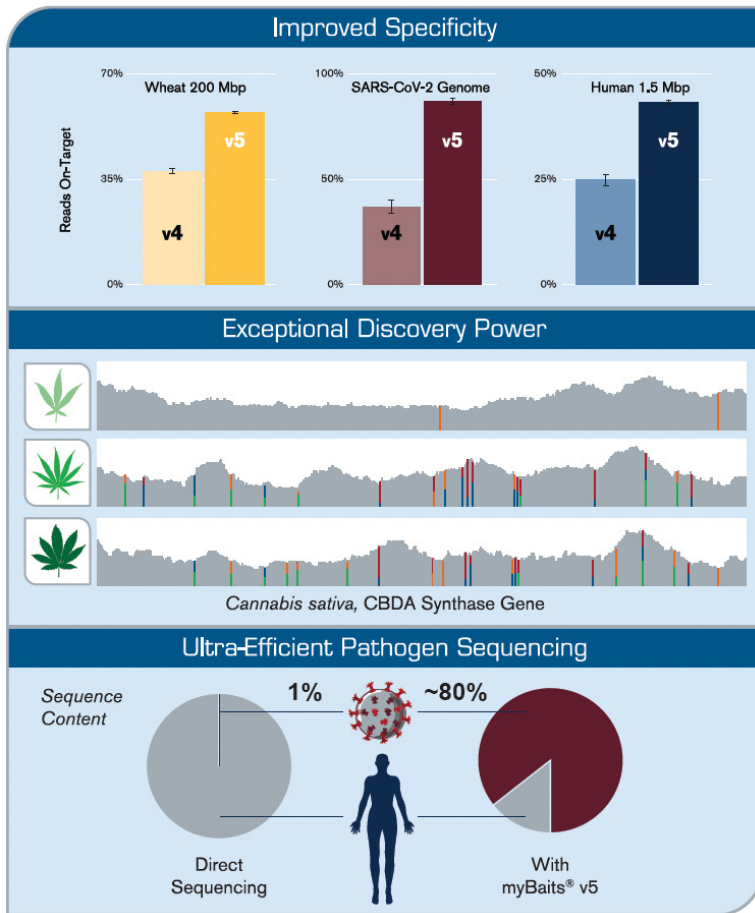 Improved Specificity
Reads On-Target
70%
35%
0%
Wheat 200 Mbp
v4
v5
100%
50%
0%
SARS-CoV-2 Genome
v4
v5
50%
25%
0%
Human 1.5 Mbp
v4
v5
Exceptional Discovery Power
Cannabis sativa, CBDA Synthase Gene
Ultra-Efficient Pathogen Sequencing
Sequence
Content
1%
~80%
Direct
Sequencing
With
myBaits® v5